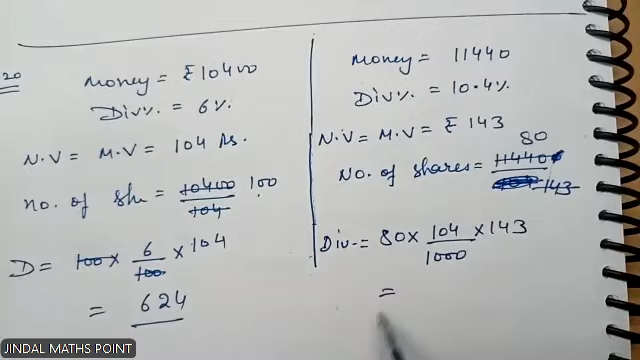 20
Money = ₹10400
Div% = 6%
N.V = M.V = 104 Rs.
No. of Sh = 10400/104 100
D = 100 × 6/100 × 104
= 624
Money = 11440
Div% = 10.4%
N.V = M.V = ₹ 143
80
No. of shares = 11440/143
Div = 80 × 104/1000 × 143
=
JINDAL MATHS POINT